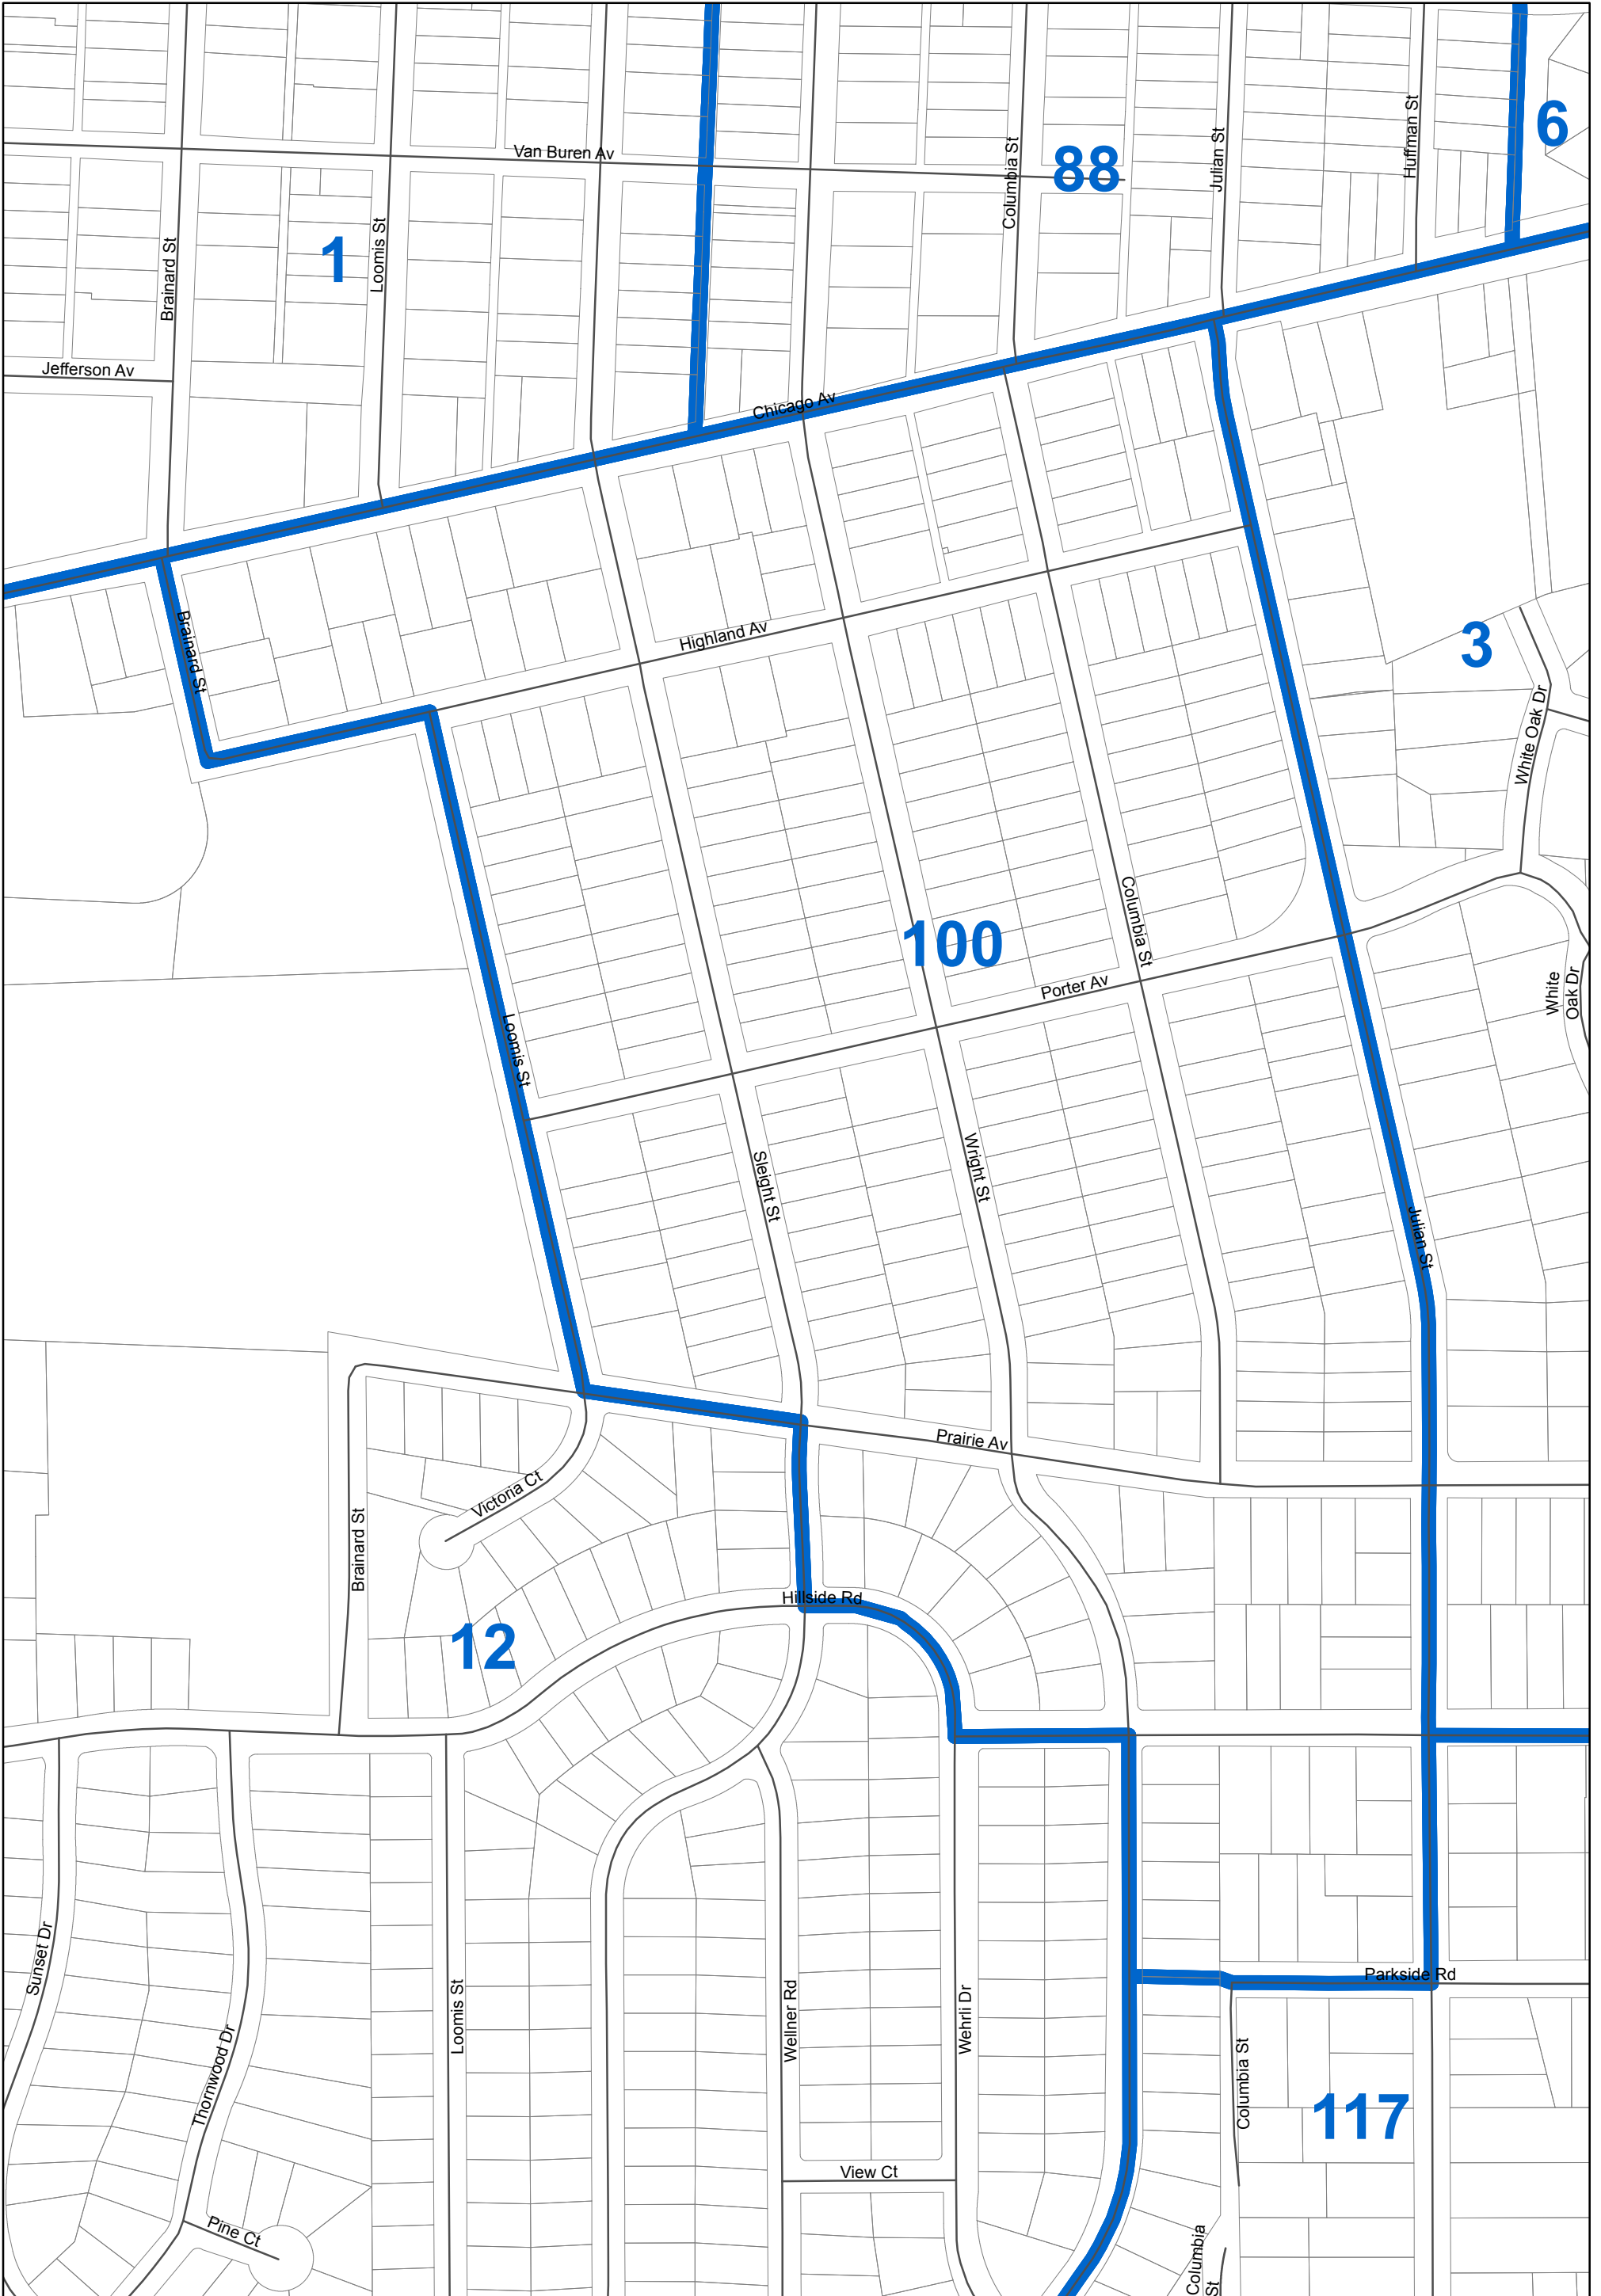 6
Van Buren Av
88
Columbia St
Julian St
Huffman St
1
Brainard St
Loomis St
Jefferson Av
Chicago Av
Brainard St
Highland Av
3
White Oak Dr
100
Columbia St
Porter Av
White
Oak Dr
Loomis St
Sleight St
Wright St
Julian St
Prairie Av
Victoria Ct
Brainard St
Hillside Rd
12
Sunset Dr
Thornwood Dr
Loomis St
Wellner Rd
Wehrli Dr
Parkside Rd
Columbia St
117
View Ct
Pine Ct
Columbia
St